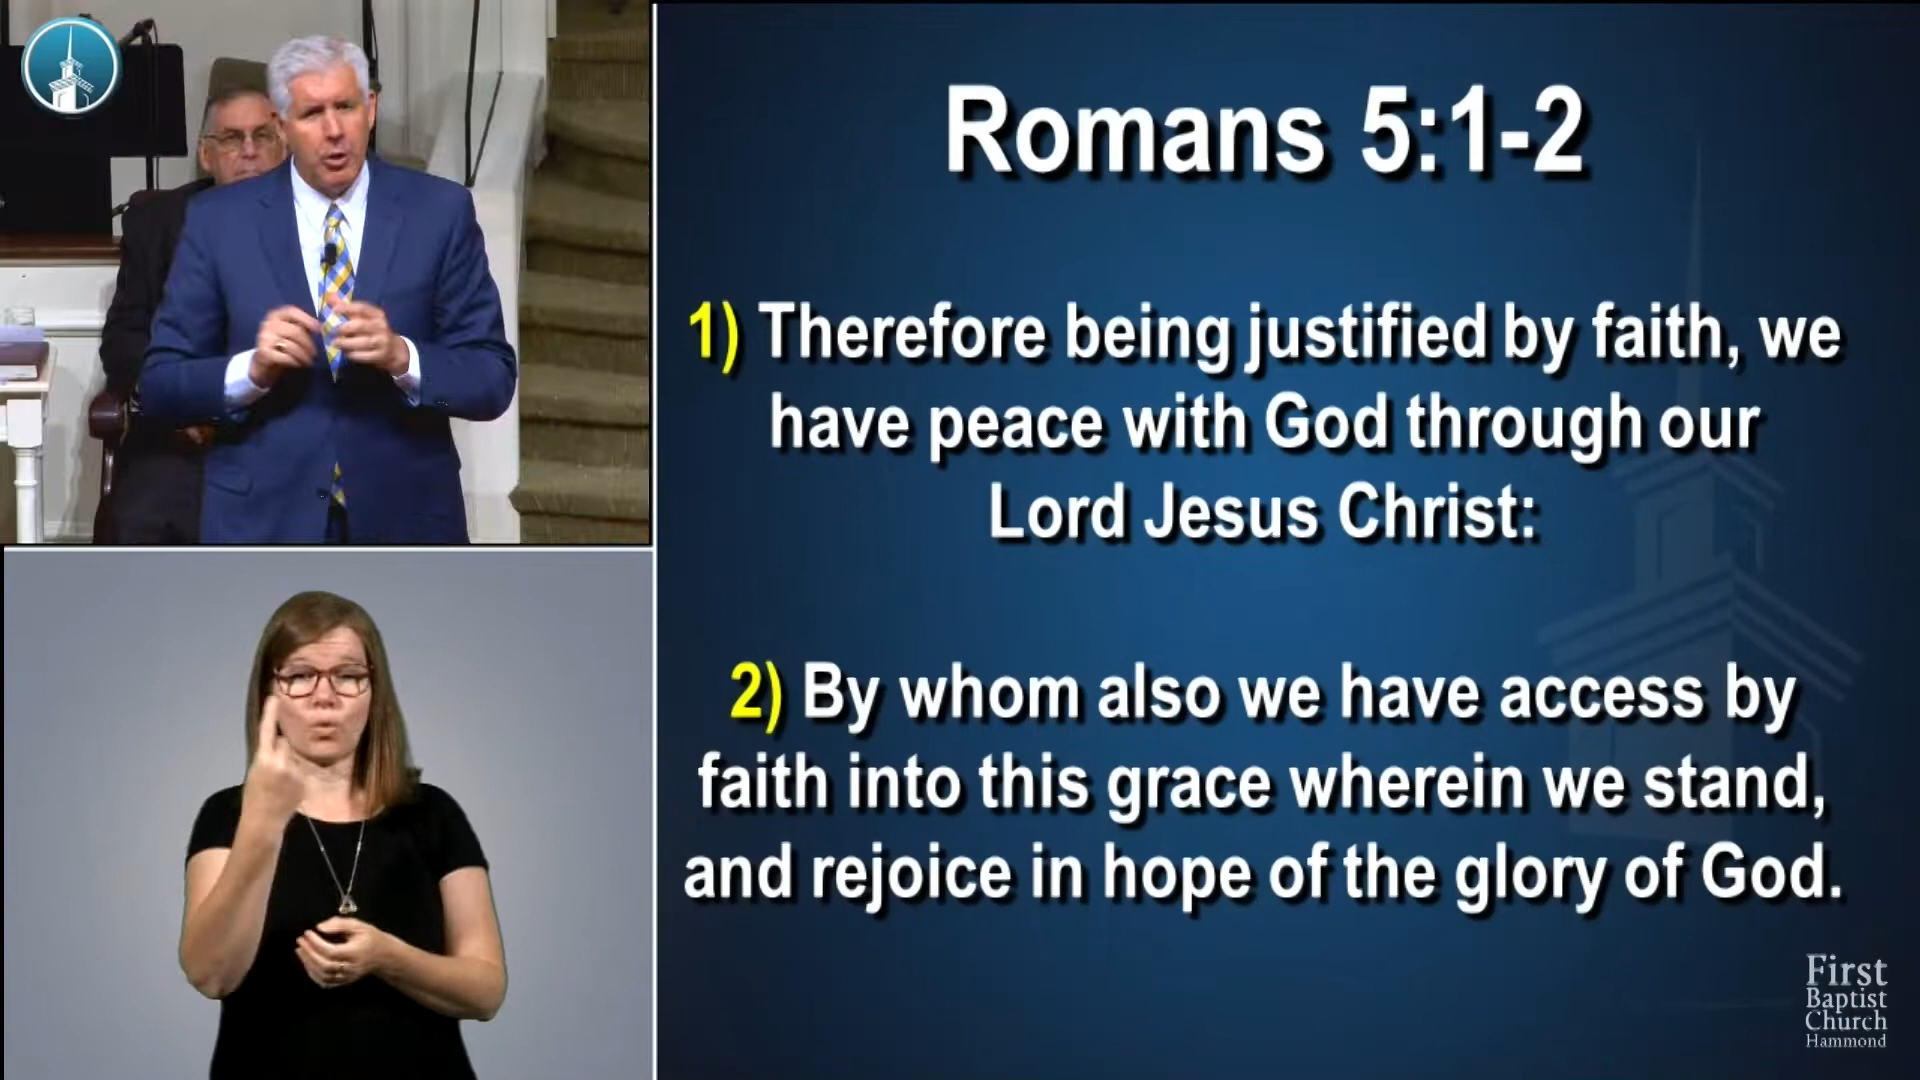 Romans 5:1-2
1) Therefore being justified by faith, we
have peace with God through our
Lord Jesus Christ:
2) By whom also we have access by
faith into this grace wherein we stand,
and rejoice in hope of the glory of God.
First
Baptist
Church
Hammond